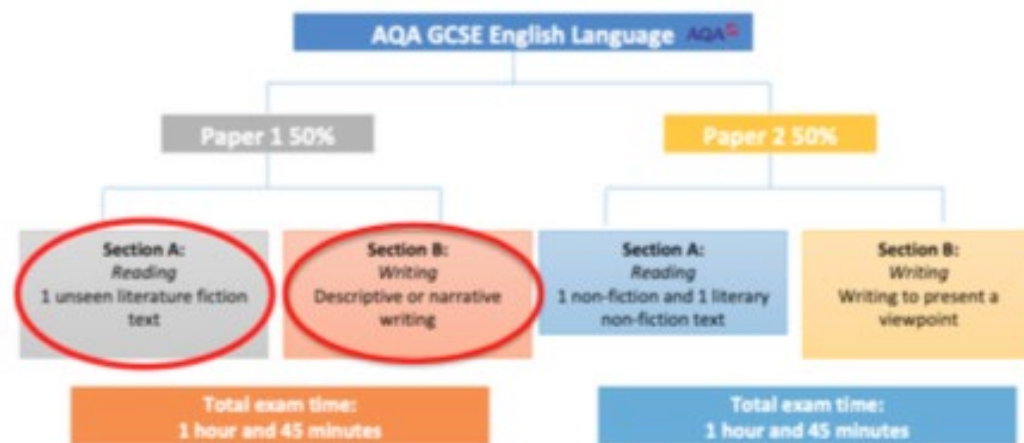 AQA GCSE English Language AQA
Paper 1 50%
Paper 2 50%
Section A:
Reading
1 unseen literature fiction
text
Section B:
Writing
Descriptive or narrative
writing
Section A:
Reading
1 non-fiction and 1 literary
non-fiction text
Section B:
Writing
Writing to present a
viewpoint
Total exam time:
1 hour and 45 minutes
Total exam time:
1 hour and 45 minutes